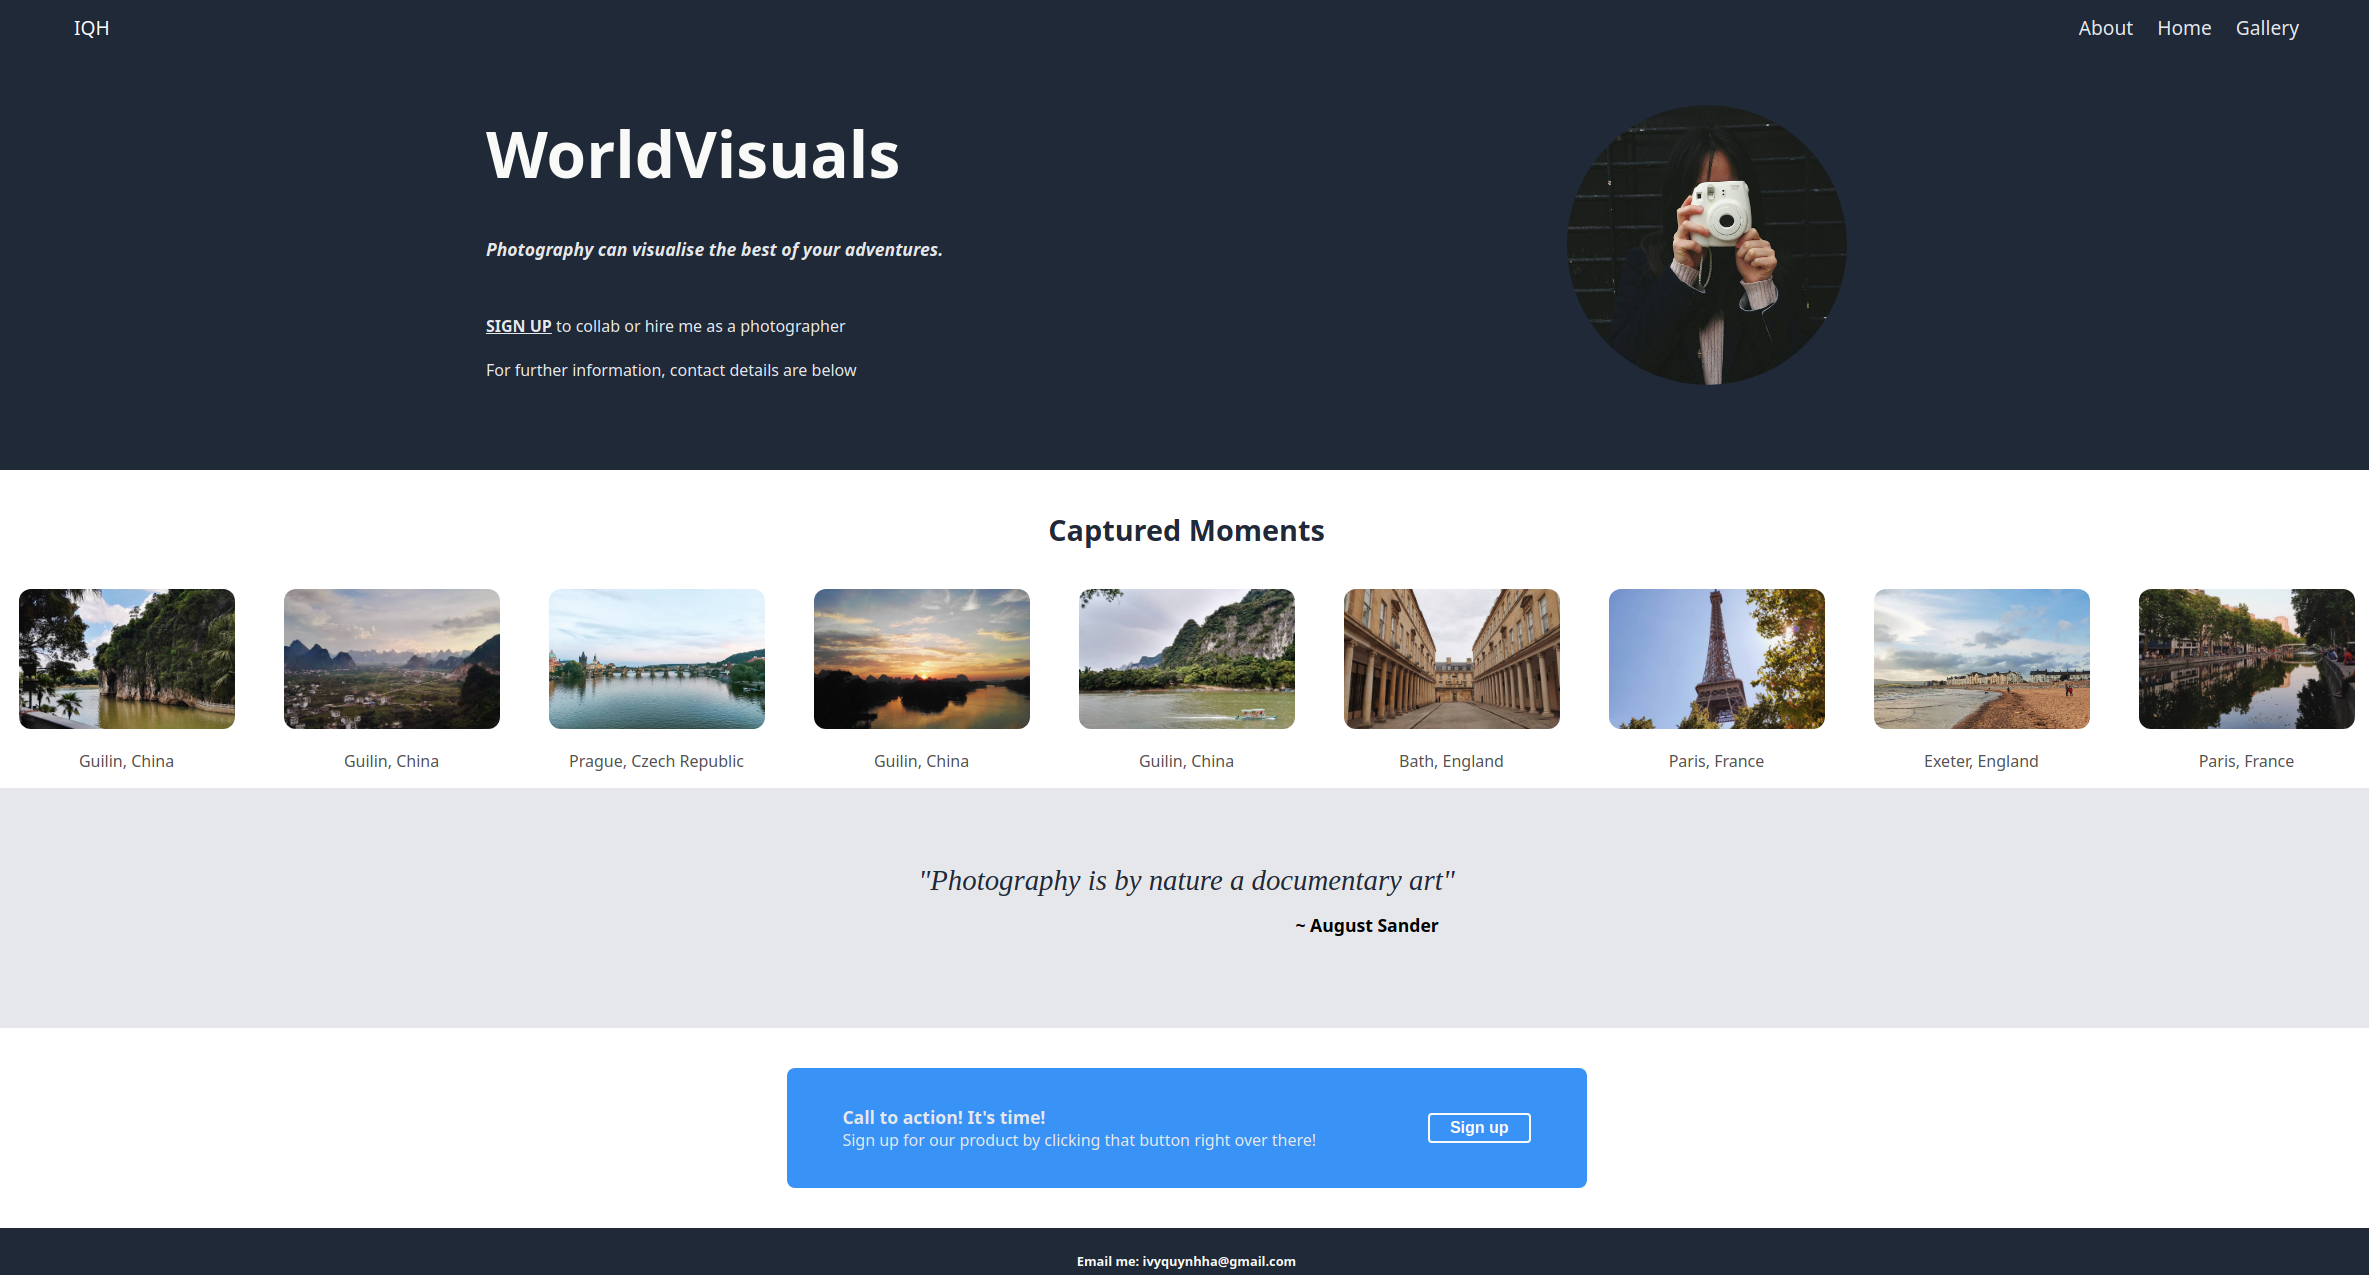 IQH
About Home Gallery
WorldVisuals
Photography can visualise the best of your adventures.
SIGN UP to collab or hire me as a photographer
For further information, contact details are below
Captured Moments
Guilin, China
Guilin, China
Prague, Czech Republic
Guilin, China
Guilin, China
Bath, England
Paris, France
Exeter, England
Paris, France
"Photography is by nature a documentary art"
~ August Sander
Call to action! It's time!
Sign up for our product by clicking that button right over there!
Sign up
Email me: ivyquynhha@gmail.com